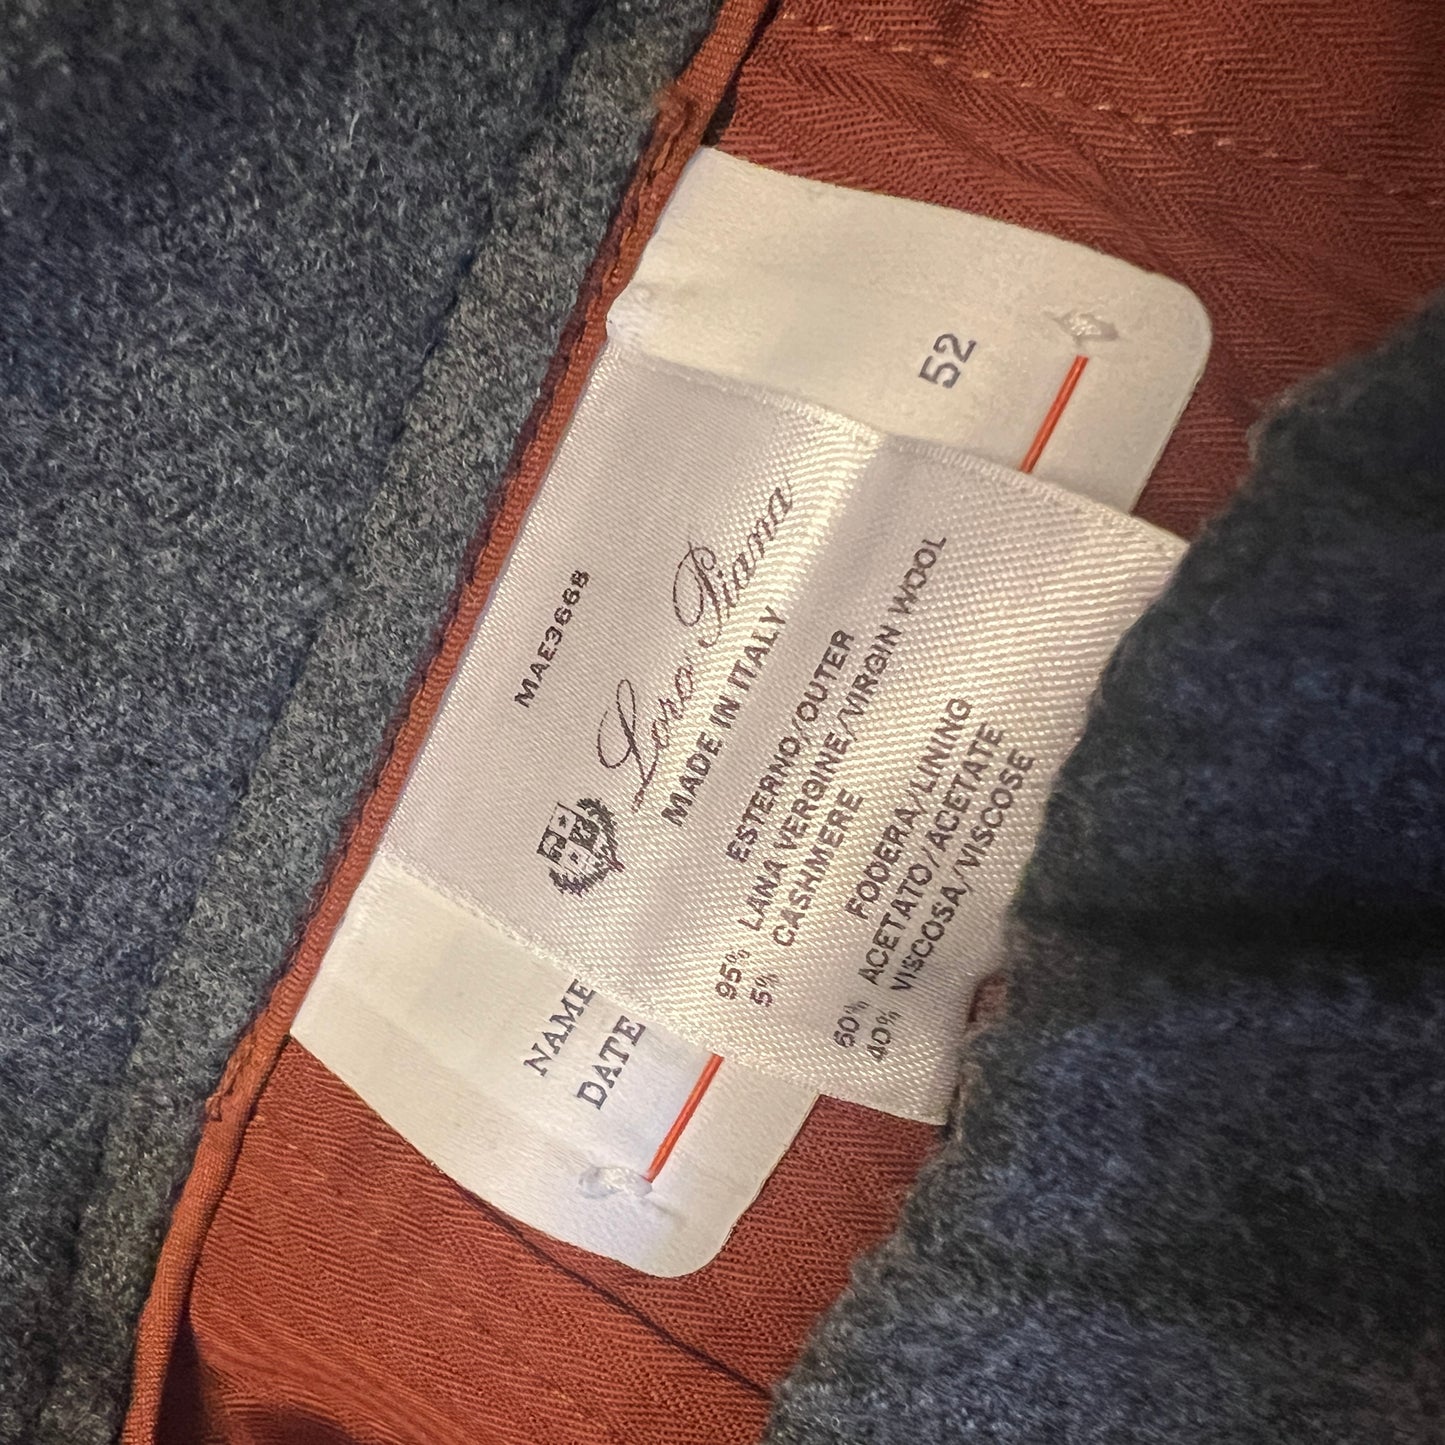 52
MAE3668
Loro Piana
MADE IN ITALY
ESTERNO/OUTER
95% LANA VERGINE/VIRGIN WOOL
5% CASHMERE
FODERA/LINING
60% ACETATO/ACETATE
40% VISCOSA/VISCOSE
NAME
DATE